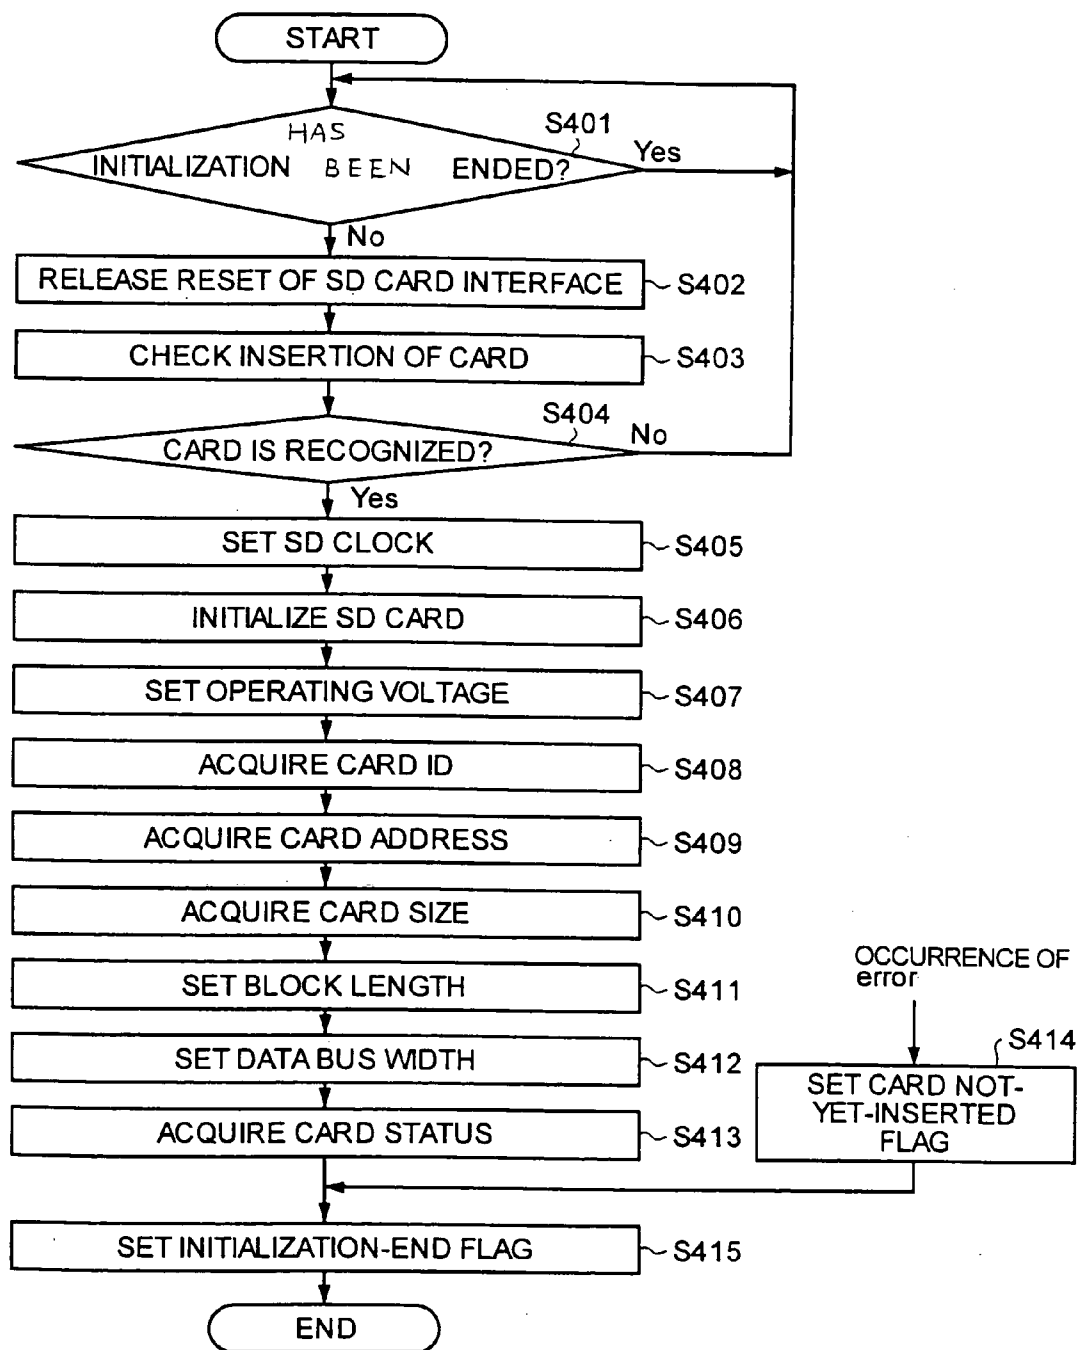 START
S401
HAS
INITIALIZATION BEEN ENDED?
Yes
No
RELEASE RESET OF SD CARD INTERFACE
S402
CHECK INSERTION OF CARD
S403
S404
CARD IS RECOGNIZED?
No
Yes
SET SD CLOCK
S405
INITIALIZE SD CARD
S406
SET OPERATING VOLTAGE
S407
ACQUIRE CARD ID
S408
ACQUIRE CARD ADDRESS
S409
ACQUIRE CARD SIZE
S410
SET BLOCK LENGTH
S411
SET DATA BUS WIDTH
S412
ACQUIRE CARD STATUS
S413
OCCURRENCE OF
error
S414
SET CARD NOT-
YET-INSERTED
FLAG
SET INITIALIZATION-END FLAG
S415
END